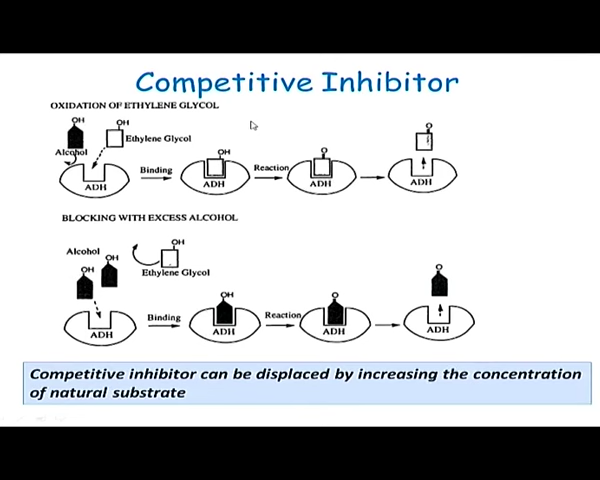 Competitive Inhibitor
OXIDATION OF ETHYLENE GLYCOL
OH
OH
Ethylene Glycol
Alcohol
ADH
Binding
OH
ADH
Reaction
O
ADH
O
ADH
BLOCKING WITH EXCESS ALCOHOL
Alcohol
OH
OH
OH
Ethylene Glycol
ADH
Binding
OH
ADH
Reaction
O
ADH
O
ADH
Competitive inhibitor can be displaced by increasing the concentration
of natural substrate